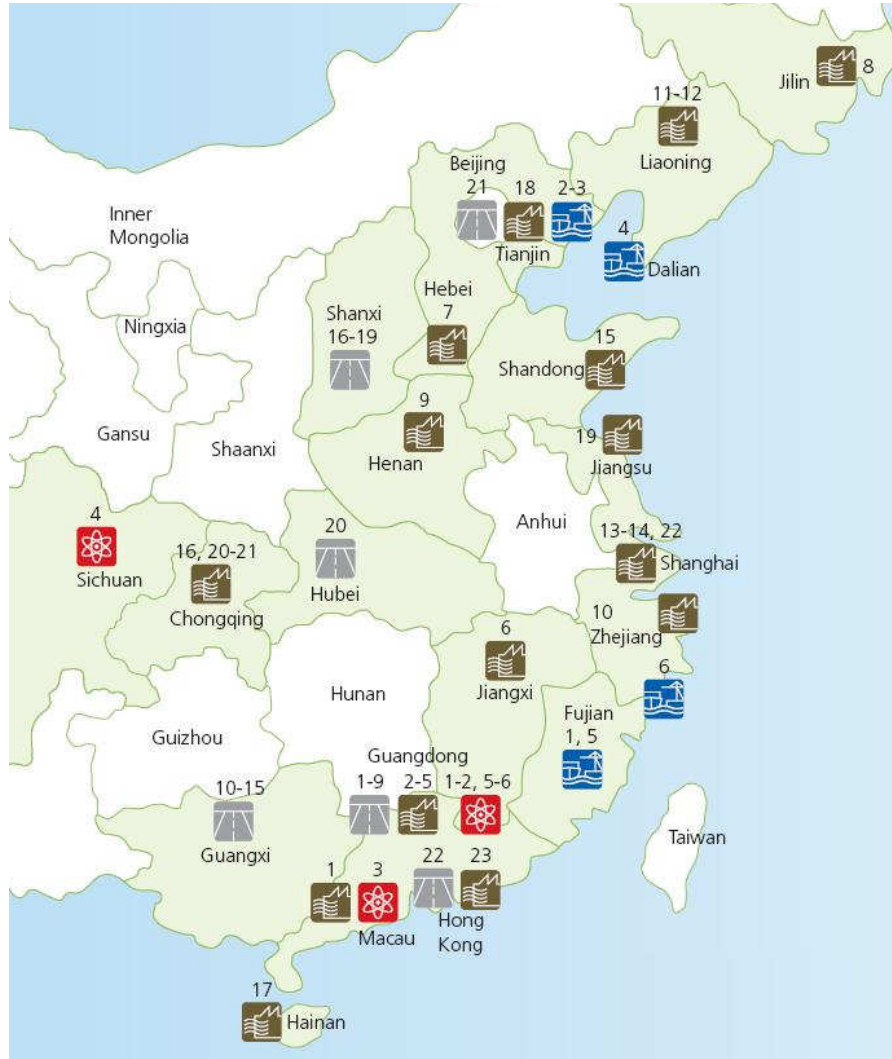 Jilin
8
11-12
Liaoning
Beijing
21
18
2-3
Tianjin
4
Dalian
Inner
Mongolia
Ningxia
Hebei
7
Shanxi
16-19
15
Shandong
9
Henan
19
Jiangsu
Gansu
Shaanxi
Anhui
4
Sichuan
16, 20-21
Chongqing
20
Hubei
13-14, 22
Shanghai
10
Zhejiang
6
Jiangxi
6
Hunan
Fujian
1, 5
Guizhou
Guangdong
10-15
Guangxi
1-9
2-5
1-2, 5-6
Taiwan
1
3
Macau
22
23
Hong
Kong
17
Hainan